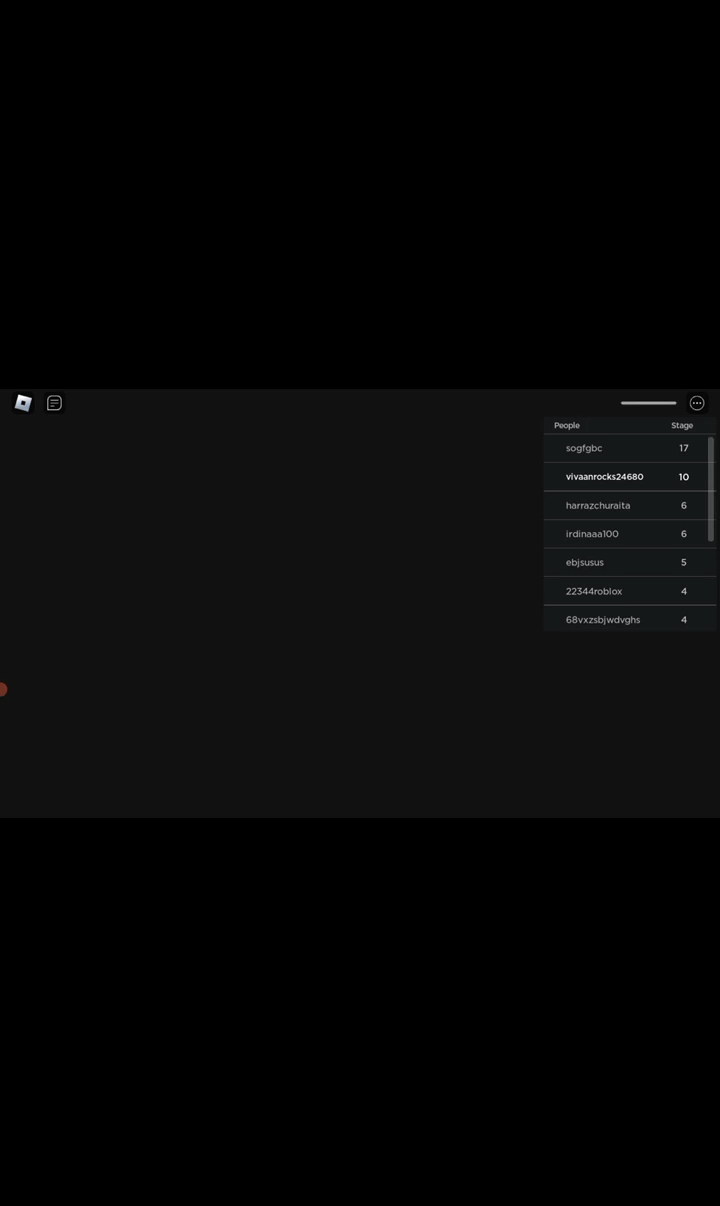 People Stage
sogfgbc 17
vivaanrocks24680 10
harrazchuraita 6
irdinaaa100 6
ebjsusus 5
22344roblox 4
68vxzsbjwdvghs 4